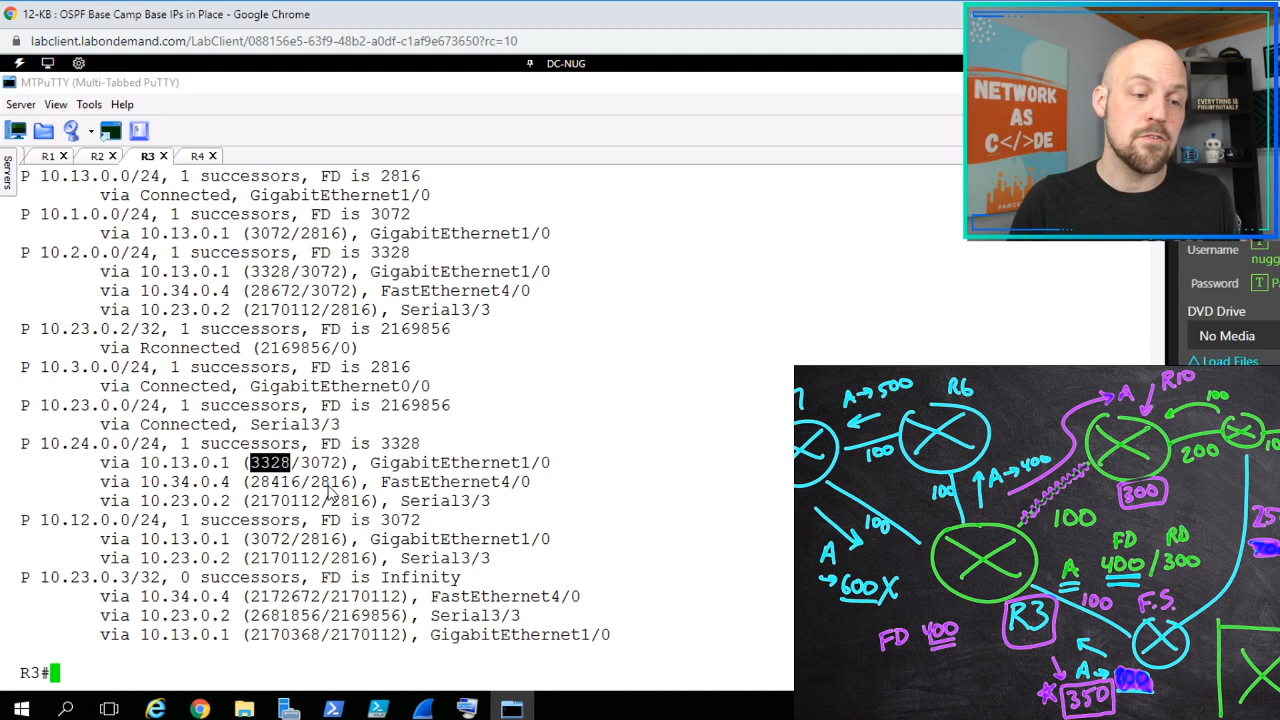 12-KB : OSPF Base Camp Base IPs in Place - Google Chrome
labclient.labondemand.com/LabClient/088156e5-63f9-48b2-a0df-c1af9e673650?rc=10
DC-NUG
MTPuTTY (Multi-Tabbed PuTTY)
Server View Tools Help
R1 R2 R3 R4
Servers
P 10.13.0.0/24, 1 successors, FD is 2816
via Connected, GigabitEthernet1/0
P 10.1.0.0/24, 1 successors, FD is 3072
via 10.13.0.1 (3072/2816), GigabitEthernet1/0
P 10.2.0.0/24, 1 successors, FD is 3328
via 10.13.0.1 (3328/3072), GigabitEthernet1/0
via 10.34.0.4 (28672/3072), FastEthernet4/0
via 10.23.0.2 (2170112/2816), Serial3/3
P 10.23.0.2/32, 1 successors, FD is 2169856
via Rconnected (2169856/0)
P 10.3.0.0/24, 1 successors, FD is 2816
via Connected, GigabitEthernet0/0
P 10.23.0.0/24, 1 successors, FD is 2169856
via Connected, Serial3/3
P 10.24.0.0/24, 1 successors, FD is 3328
via 10.13.0.1 (3328/3072), GigabitEthernet1/0
via 10.34.0.4 (28416/2816), FastEthernet4/0
via 10.23.0.2 (2170112/2816), Serial3/3
P 10.12.0.0/24, 1 successors, FD is 3072
via 10.13.0.1 (3072/2816), GigabitEthernet1/0
via 10.23.0.2 (2170112/2816), Serial3/3
P 10.23.0.3/32, 0 successors, FD is Infinity
via 10.34.0.4 (2172672/2170112), FastEthernet4/0
via 10.23.0.2 (2681856/2169856), Serial3/3
via 10.13.0.1 (2170368/2170112), GigabitEthernet1/0
R3#
NETWORK
AS
C</>DE
EVERYTHING IS
Username
nugg
Password
DVD Drive
No Media
Load Files
A→500
R6
A
R10
100
100
200
A→400
100
300
100
100
A
→600X
FD
RD
A
400/300
100
F.S.
R3
FD 400
A→
350